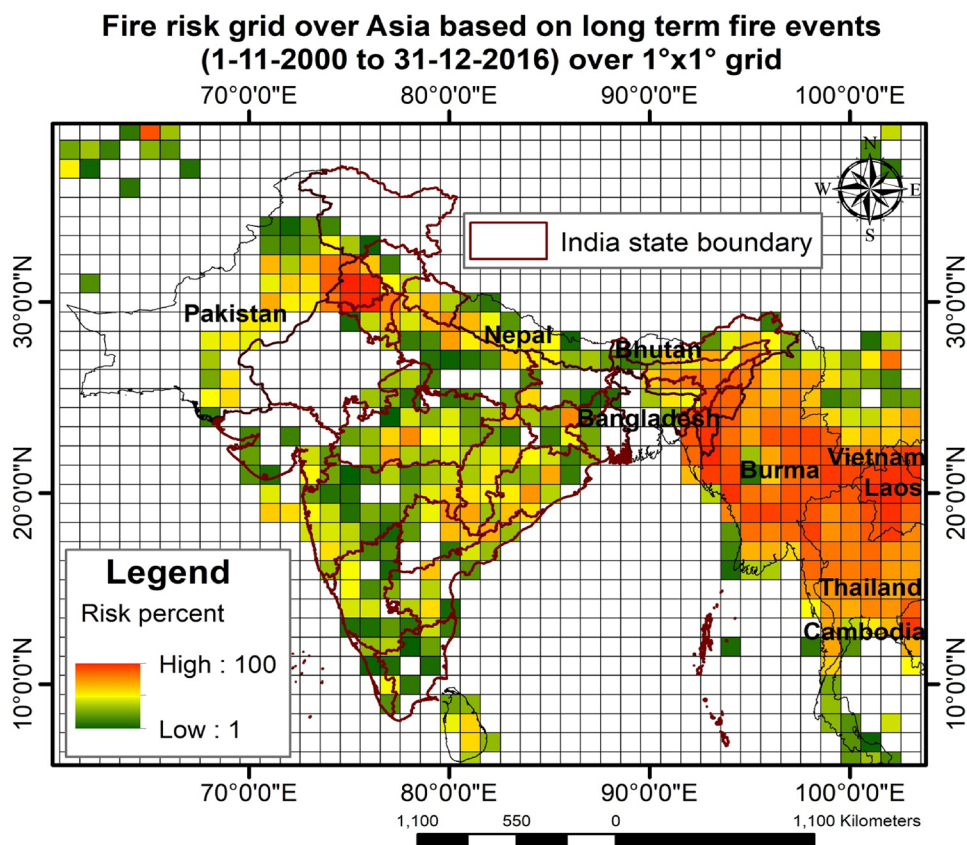 Fire risk grid over Asia based on long term fire events
(1-11-2000 to 31-12-2016) over 1°x1° grid
70°0'0"E 80°0'0"E 90°0'0"E 100°0'0"E
N
W E
S
India state boundary
30°0'0"N 30°0'0"N
Pakistan
Nepal
Bhutan
Bangladesh
20°0'0"N 20°0'0"N
Burma
Vietnam
Laos
Legend
Risk percent
High : 100
Low : 1
Thailand
Cambodia
10°0'0"N 10°0'0"N
70°0'0"E 80°0'0"E 90°0'0"E 100°0'0"E
1,100 550 0 1,100 Kilometers